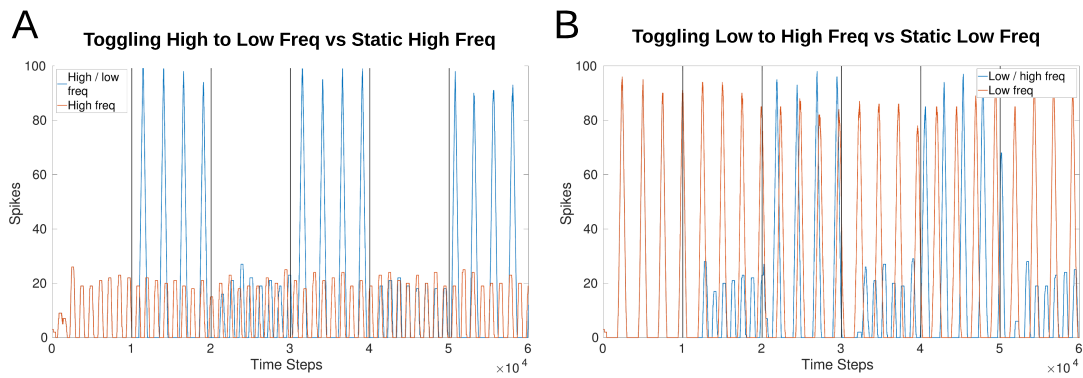 A
Toggling High to Low Freq vs Static High Freq
100
80
60
40
20
0
Spikes
High / low
freq
High freq
0
1
2
3
4
5
6
Time Steps
×10 4
B
Toggling Low to High Freq vs Static Low Freq
100
80
60
40
20
0
Spikes
Low / high freq
Low freq
0
1
2
3
4
5
6
Time Steps
×10 4